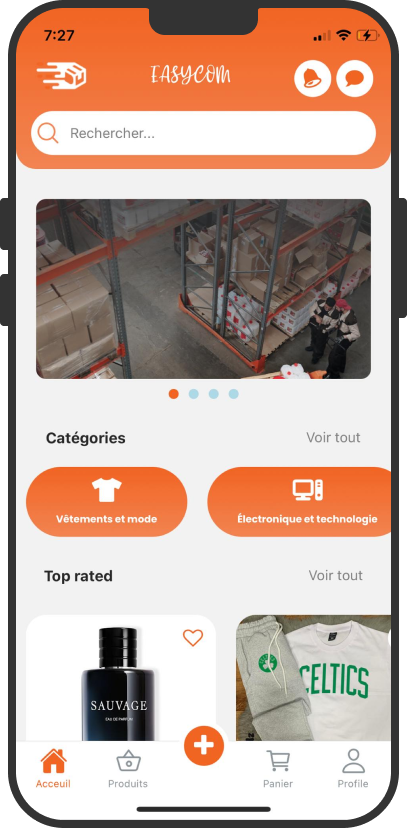 7:27
EASYCOM
Rechercher...
Catégories
Voir tout
Vêtements et mode
Électronique et technologie
Top rated
Voir tout
SAUVAGE
EAU DE PARFUM
CELTICS
Acceuil
Produits
Panier
Profile